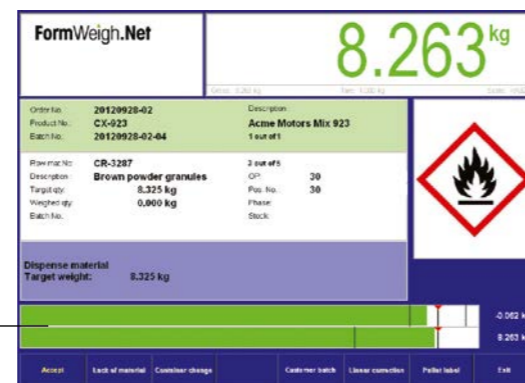 FormWeigh.Net
8.263 kg
Order No. 20120928-02 Description:
Product No. CX-923 Acme Motors Mix 923
Batch No. 20120928-02-04 1 out of 1
Raw mat No: CR-3287 3 out of 5
Description: Brown powder granules OP: 30
Target qty: 8.325 kg Pos. No. 30
Weighed qty: 0.000 kg Phase:
Batch No. Stock:
Dispense material
Target weight: 8.325 kg
-0.062 k
8.263 k
Accept Lack of material Container change Customer batch Linear correction Pallet label Exit